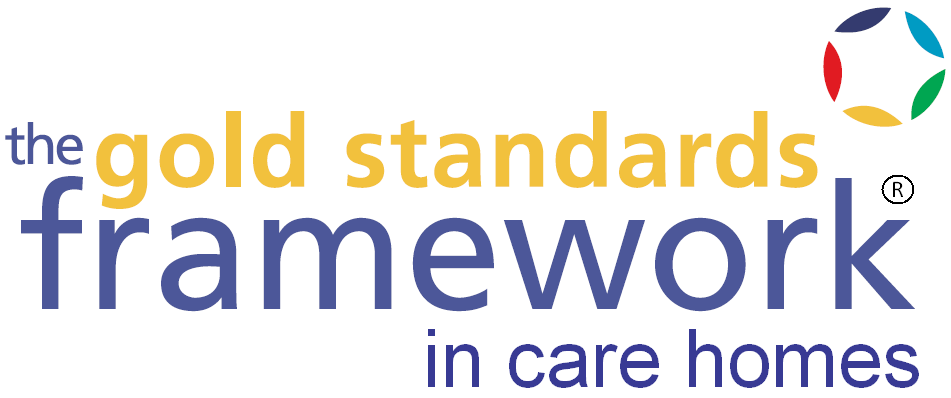 the gold standards
framework®
in care homes